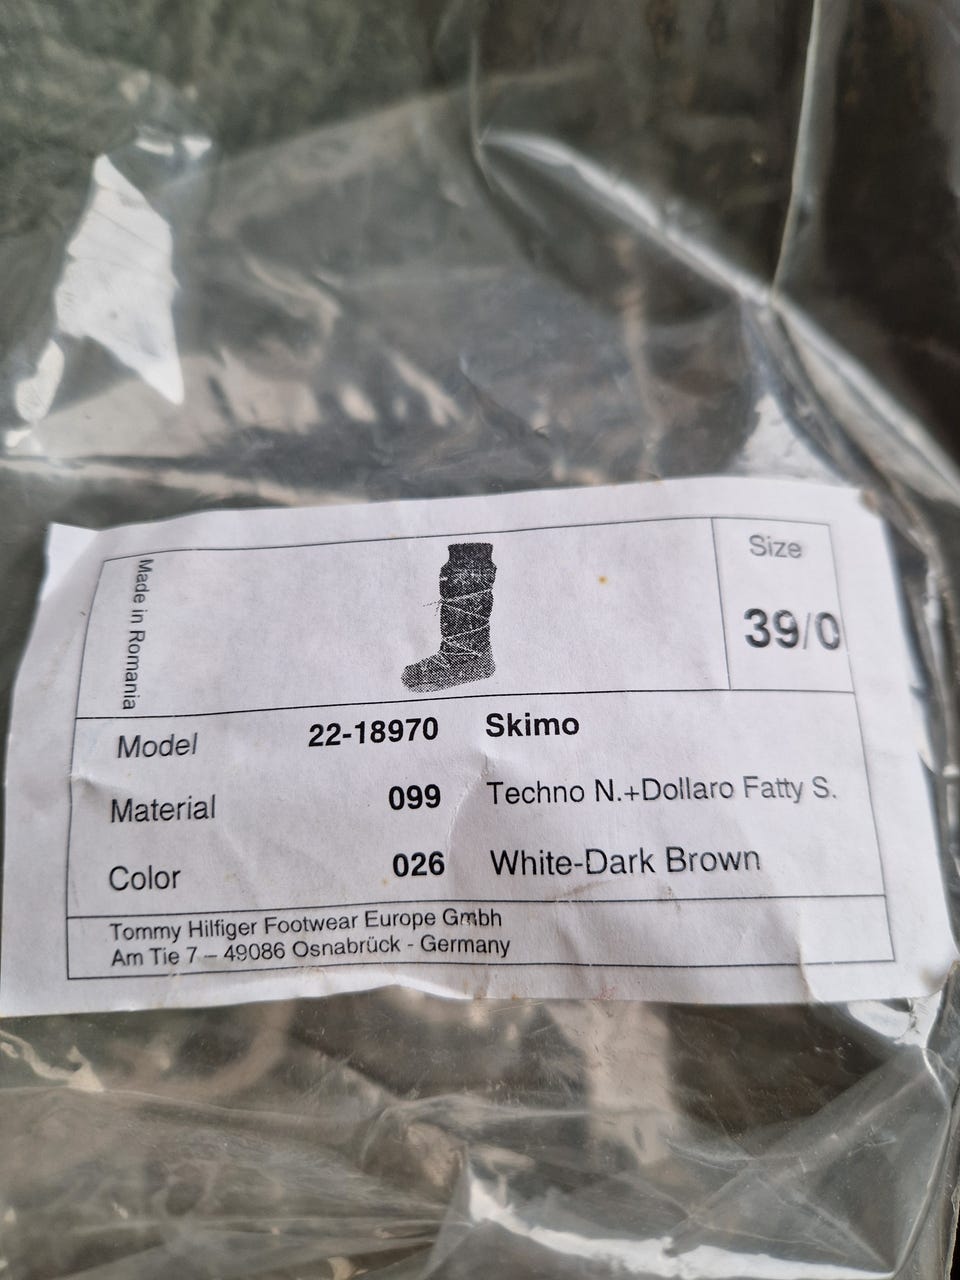 Made in Romania
Size
39/0
Model 22-18970 Skimo
Material 099 Techno N.+Dollaro Fatty S.
Color 026 White-Dark Brown
Tommy Hilfiger Footwear Europe Gmbh
Am Tie 7 – 49086 Osnabrück - Germany